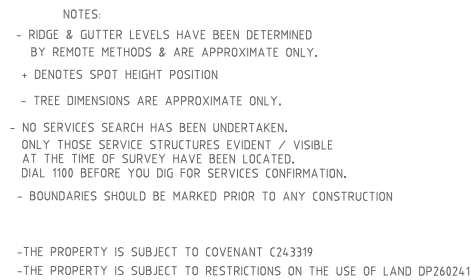 NOTES:
- RIDGE & GUTTER LEVELS HAVE BEEN DETERMINED
BY REMOTE METHODS & ARE APPROXIMATE ONLY.
+ DENOTES SPOT HEIGHT POSITION
- TREE DIMENSIONS ARE APPROXIMATE ONLY.
- NO SERVICES SEARCH HAS BEEN UNDERTAKEN.
ONLY THOSE SERVICE STRUCTURES EVIDENT / VISIBLE
AT THE TIME OF SURVEY HAVE BEEN LOCATED.
DIAL 1100 BEFORE YOU DIG FOR SERVICES CONFIRMATION.
- BOUNDARIES SHOULD BE MARKED PRIOR TO ANY CONSTRUCTION
-THE PROPERTY IS SUBJECT TO COVENANT C243319
-THE PROPERTY IS SUBJECT TO RESTRICTIONS ON THE USE OF LAND DP260241